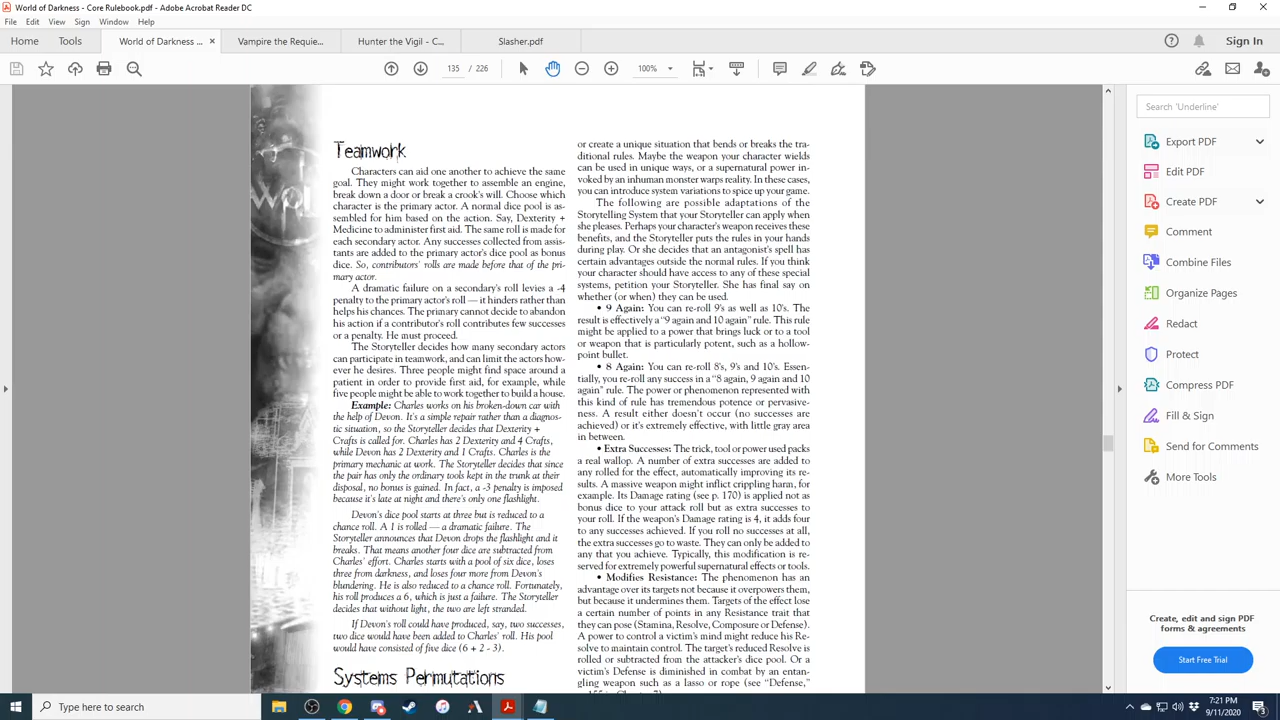 World of Darkness - Core Rulebook.pdf - Adobe Acrobat Reader DC
File Edit View Sign Window Help
Home Tools World of Darkness ... × Vampire the Requie... Hunter the Vigil - C... Slasher.pdf Sign In
135 / 226 100%
Teamwork
Characters can aid one another to achieve the same
goal. They might work together to assemble an engine,
break down a door or break a crook's will. Choose which
character is the primary actor. A normal dice pool is as-
sembled for him based on the action. Say, Dexterity +
Medicine to administer first aid. The same roll is made for
each secondary actor. Any successes collected from assis-
tants are added to the primary actor's dice pool as bonus
dice. So, contributors' rolls are made before that of the pri-
mary actor.
A dramatic failure on a secondary's roll levies a -4
penalty to the primary actor's roll — it hinders rather than
helps his chances. The primary cannot decide to abandon
his action if a contributor's roll contributes few successes
or a penalty. He must proceed.
The Storyteller decides how many secondary actors
can participate in teamwork, and can limit the actors how-
ever he desires. Three people might find space around a
patient in order to provide first aid, for example, while
five people might be able to work together to build a house.
Example: Charles works on his broken-down car with
the help of Devon. It's a simple repair rather than a diagnos-
tic situation, so the Storyteller decides that Dexterity +
Crafts is called for. Charles has 2 Dexterity and 4 Crafts,
while Devon has 2 Dexterity and 1 Crafts. Charles is the
primary mechanic at work. The Storyteller decides that since
the pair has only the ordinary tools kept in the trunk at their
disposal, no bonus is gained. In fact, a -3 penalty is imposed
because it's late at night and there's only one flashlight.
Devon's dice pool starts at three but is reduced to a
chance roll. A 1 is rolled — a dramatic failure. The
Storyteller announces that Devon drops the flashlight and it
breaks. That means another four dice are subtracted from
Charles' effort. Charles starts with a pool of six dice, loses
three from darkness, and loses four more from Devon's
blundering. He is also reduced to a chance roll. Fortunately,
his roll produces a 6, which is just a failure. The Storyteller
decides that without light, the two are left stranded.
If Devon's roll could have produced, say, two successes,
two dice would have been added to Charles' roll. His pool
would have consisted of five dice (6 + 2 - 3).
Systems Permutations
or create a unique situation that bends or breaks the tra-
ditional rules. Maybe the weapon your character wields
can be used in unique ways, or a supernatural power in-
voked by an inhuman monster warps reality. In these cases,
you can introduce system variations to spice up your game.
The following are possible adaptations of the
Storytelling System that your Storyteller can apply when
she pleases. Perhaps your character's weapon receives these
benefits, and the Storyteller puts the rules in your hands
during play. Or she decides that an antagonist's spell has
certain advantages outside the normal rules. If you think
your character should have access to any of these special
systems, petition your Storyteller. She has final say on
whether (or when) they can be used.
• 9 Again: You can re-roll 9's as well as 10's. The
result is effectively a "9 again and 10 again" rule. This rule
might be applied to a power that brings luck or to a tool
or weapon that is particularly potent, such as a hollow-
point bullet.
• 8 Again: You can re-roll 8's, 9's and 10's. Essen-
tially, you re-roll any success in a "8 again, 9 again and 10
again" rule. The power or phenomenon represented with
this kind of rule has tremendous potence or pervasive-
ness. A result either doesn't occur (no successes are
achieved) or it's extremely effective, with little gray area
in between.
• Extra Successes: The trick, tool or power used packs
a real wallop. A number of extra successes are added to
any rolled for the effect, automatically improving its re-
sults. A massive weapon might inflict crippling harm, for
example. Its Damage rating (see p. 170) is applied not as
bonus dice to your attack roll but as extra successes to
your roll. If the weapon's Damage rating is 4, it adds four
to any successes achieved. If you roll no successes at all,
the extra successes go to waste. They can only be added to
any that you achieve. Typically, this modification is re-
served for extremely powerful supernatural effects or tools.
• Modifies Resistance: The phenomenon has an
advantage over its targets not because it overpowers them,
but because it undermines them. Targets of the effect lose
a certain number of points in any Resistance trait that
they can pose (Stamina, Resolve, Composure or Defense).
A power to control a victim's mind might reduce his Re-
solve to maintain control. The target's reduced Resolve is
rolled or subtracted from the attacker's dice pool. Or a
victim's Defense is diminished in combat by an entan-
gling weapon such as a lasso or rope (see "Defense,"
Search 'Underline'
Export PDF
Edit PDF
Create PDF
Comment
Combine Files
Organize Pages
Redact
Protect
Compress PDF
Fill & Sign
Send for Comments
More Tools
Create, edit and sign PDF
forms & agreements
Start Free Trial
Type here to search
7:21 PM
9/11/2020
3